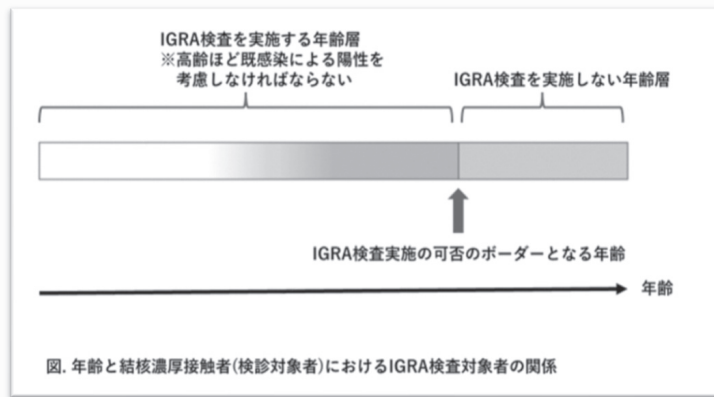 IGRA検査を実施する年齢層
※高齢ほど既感染による陽性を
考慮しなければならない
IGRA検査を実施しない年齢層
IGRA検査実施の可否のボーダーとなる年齢
年齢
図. 年齢と結核濃厚接触者(検診対象者)におけるIGRA検査対象者の関係